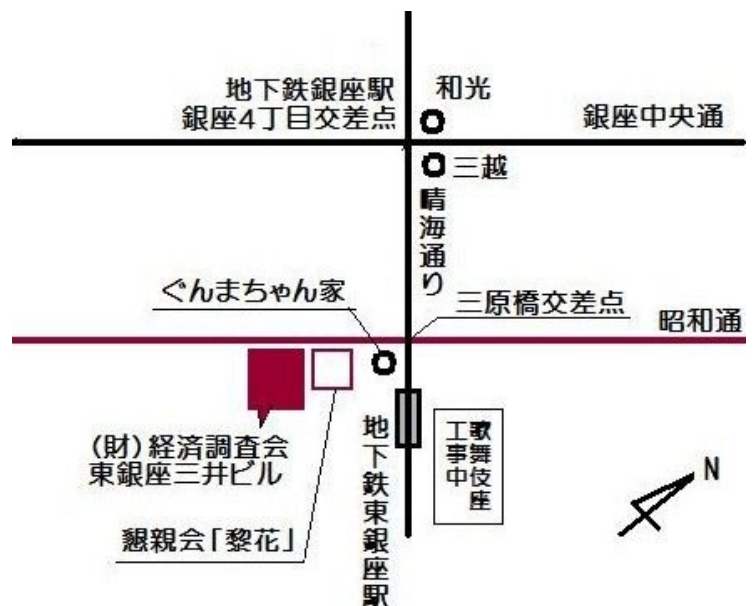 地下鉄銀座駅
銀座4丁目交差点
和光
銀座中央通
三越
晴海通り
ぐんまちゃん家
三原橋交差点
昭和通
(財)経済調査会
東銀座三井ビル
懇親会「黎花」
地下鉄東銀座駅
歌舞伎座
工事中
N